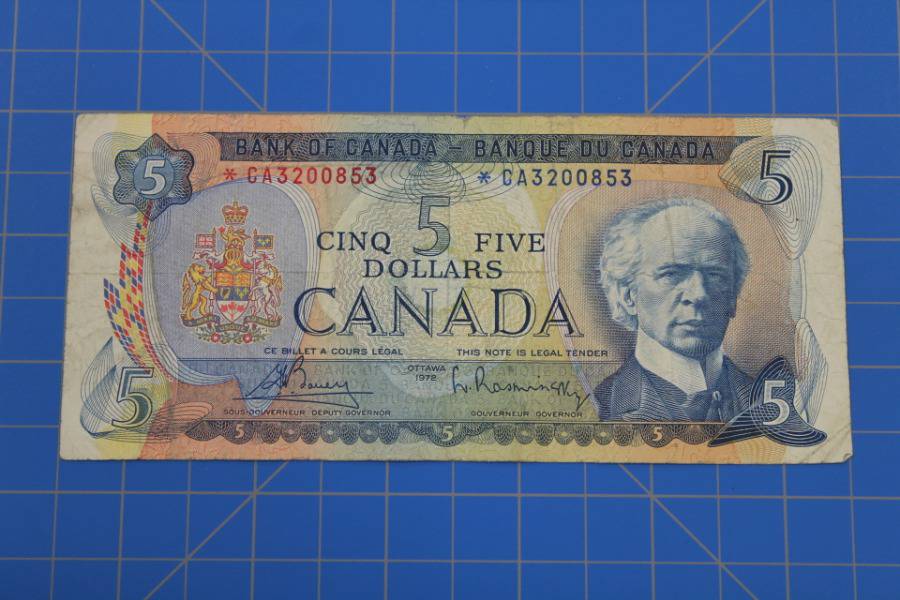 BANK OF CANADA — BANQUE DU CANADA
5
* CA3200853
* CA3200853
5
CINQ 5 FIVE
DOLLARS
CANADA
CE BILLET A COURS LÉGAL
THIS NOTE IS LEGAL TENDER
OTTAWA
1972
SOUS-GOUVERNEUR DEPUTY GOVERNOR
GOUVERNEUR GOVERNOR
5
5
5 5 5